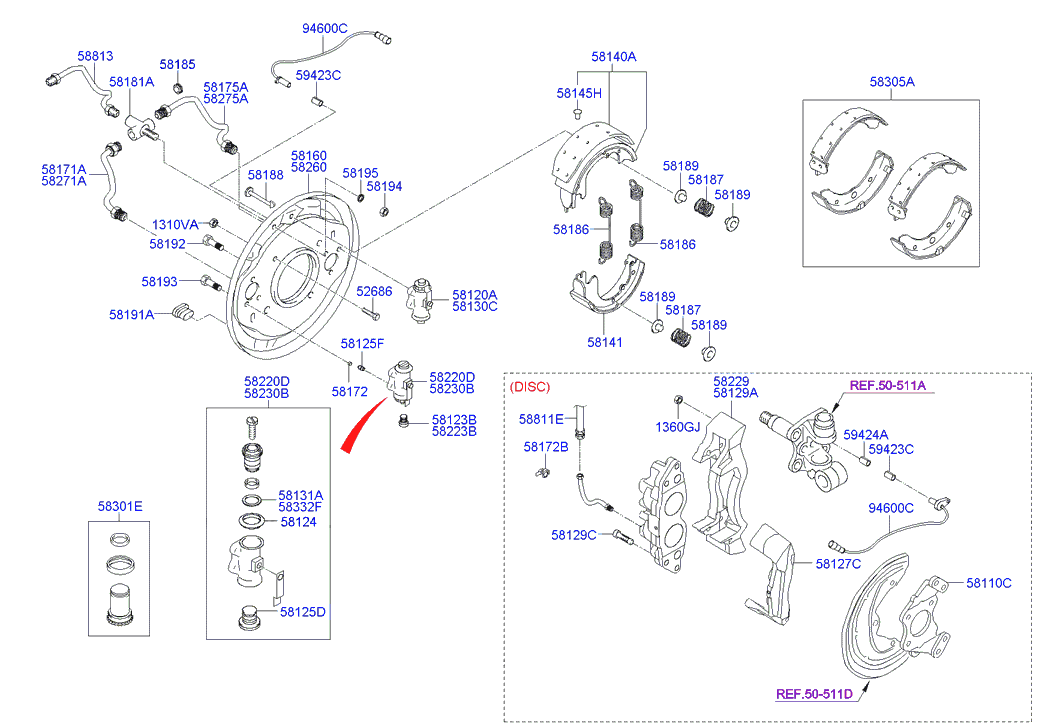 94600C
58813
58185
58181A
59423C
58175A
58275A
58140A
58145H
58305A
58160
58260
58171A
58271A
58188
58195
58194
58189
58187
58189
1310VA
58192
58186
58186
58193
52686
58120A
58130C
58191A
58189
58187
58189
58125F
58141
58172
58220D
58230B
58220D
58230B
(DISC)
58229
58129A
REF.50-511A
58123B
58223B
58811E
1360GJ
59424A
58172B
59423C
58131A
58332F
58301E
58124
94600C
58129C
58127C
58110C
58125D
REF.50-511D